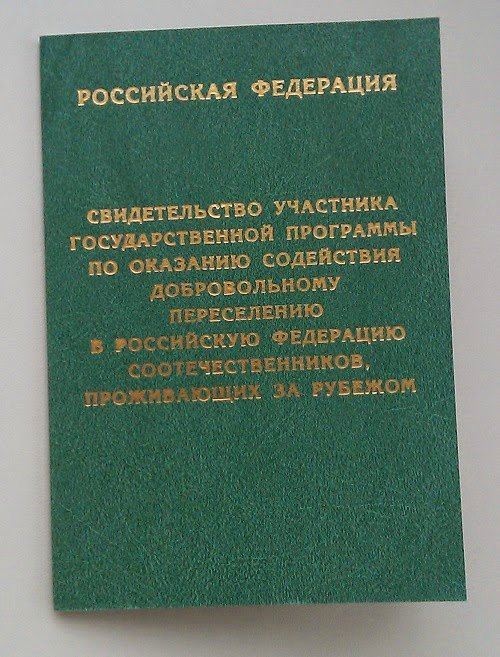 РОССИЙСКАЯ ФЕДЕРАЦИЯ
СВИДЕТЕЛЬСТВО УЧАСТНИКА
ГОСУДАРСТВЕННОЙ ПРОГРАММЫ
ПО ОКАЗАНИЮ СОДЕЙСТВИЯ
ДОБРОВОЛЬНОМУ
ПЕРЕСЕЛЕНИЮ
В РОССИЙСКУЮ ФЕДЕРАЦИЮ
СООТЕЧЕСТВЕННИКОВ,
ПРОЖИВАЮЩИХ ЗА РУБЕЖОМ